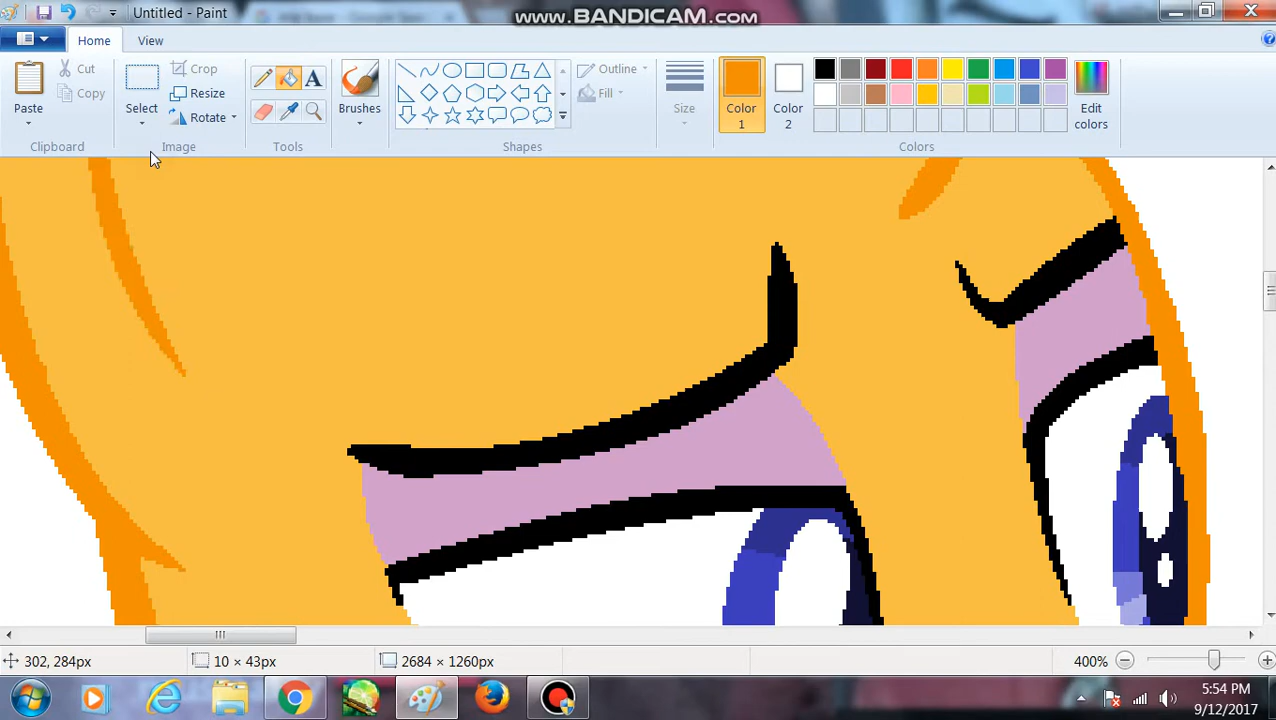 Untitled - Paint
www.BANDICAM.com
Home
View
Paste
Cut
Copy
Clipboard
Select
Crop
Resize
Rotate
Image
A
Tools
Brushes
Outline
Fill
Shapes
Size
Color
1
Color
2
Edit
colors
Colors
302, 284px
10 × 43px
2684 × 1260px
400%
5:54 PM
9/12/2017